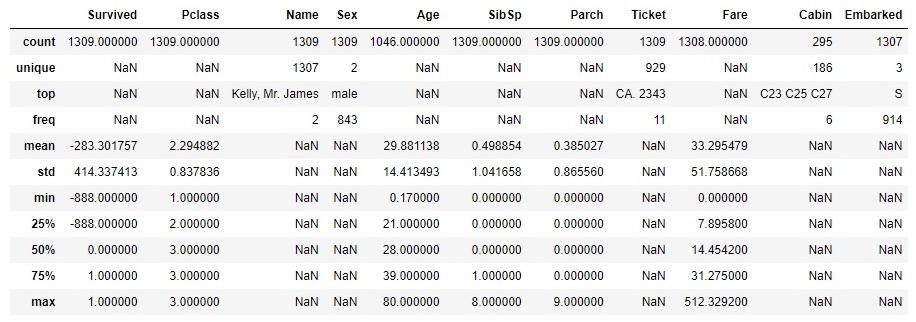 Survived Pclass Name Sex Age SibSp Parch Ticket Fare Cabin Embarked
count 1309.000000 1309.000000 1309 1309 1046.000000 1309.000000 1309.000000 1309 1308.000000 295 1307
unique NaN NaN 1307 2 NaN NaN NaN 929 NaN 186 3
top NaN NaN Kelly, Mr. James male NaN NaN NaN CA. 2343 NaN C23 C25 C27 S
freq NaN NaN 2 843 NaN NaN NaN 11 NaN 6 914
mean -283.301757 2.294882 NaN NaN 29.881138 0.498854 0.385027 NaN 33.295479 NaN NaN
std 414.337413 0.837836 NaN NaN 14.413493 1.041658 0.865560 NaN 51.758668 NaN NaN
min -888.000000 1.000000 NaN NaN 0.170000 0.000000 0.000000 NaN 0.000000 NaN NaN
25% -888.000000 2.000000 NaN NaN 21.000000 0.000000 0.000000 NaN 7.895800 NaN NaN
50% 0.000000 3.000000 NaN NaN 28.000000 0.000000 0.000000 NaN 14.454200 NaN NaN
75% 1.000000 3.000000 NaN NaN 39.000000 1.000000 0.000000 NaN 31.275000 NaN NaN
max 1.000000 3.000000 NaN NaN 80.000000 8.000000 9.000000 NaN 512.329200 NaN NaN